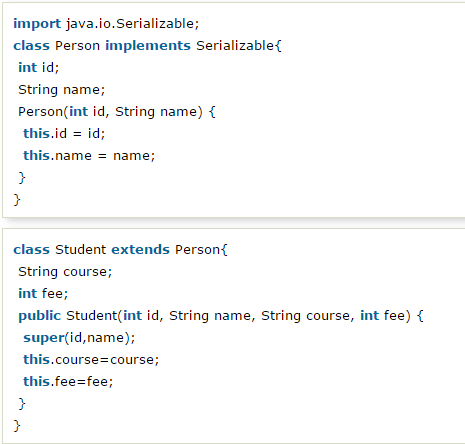 import java.io.Serializable;
class Person implements Serializable{
int id;
String name;
Person(int id, String name) {
this.id = id;
this.name = name;
}
}
class Student extends Person{
String course;
int fee;
public Student(int id, String name, String course, int fee) {
super(id,name);
this.course=course;
this.fee=fee;
}
}